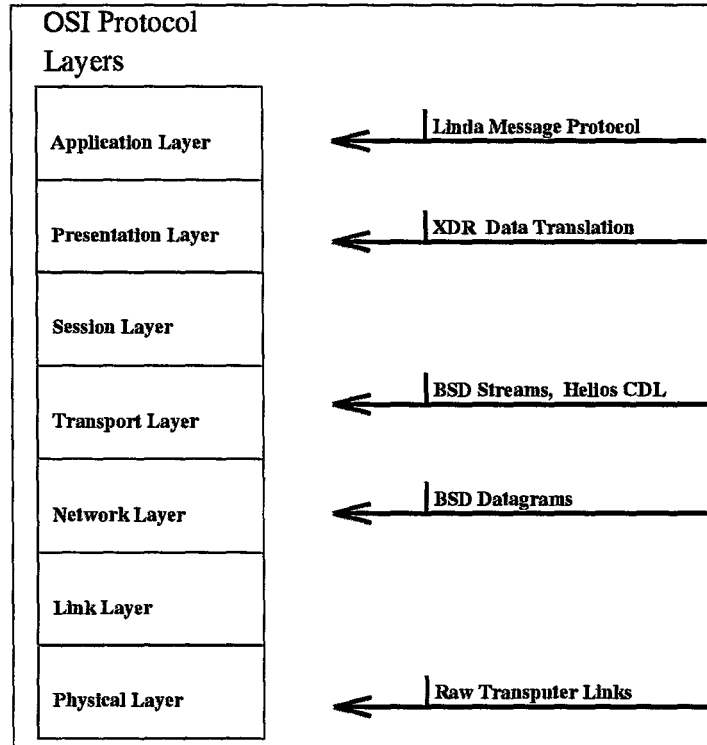 OSI Protocol
Layers
Application Layer
Linda Message Protocol
Presentation Layer
XDR Data Translation
Session Layer
BSD Streams, Helios CDL
Transport Layer
Network Layer
BSD Datagrams
Link Layer
Physical Layer
Raw Transputer Links